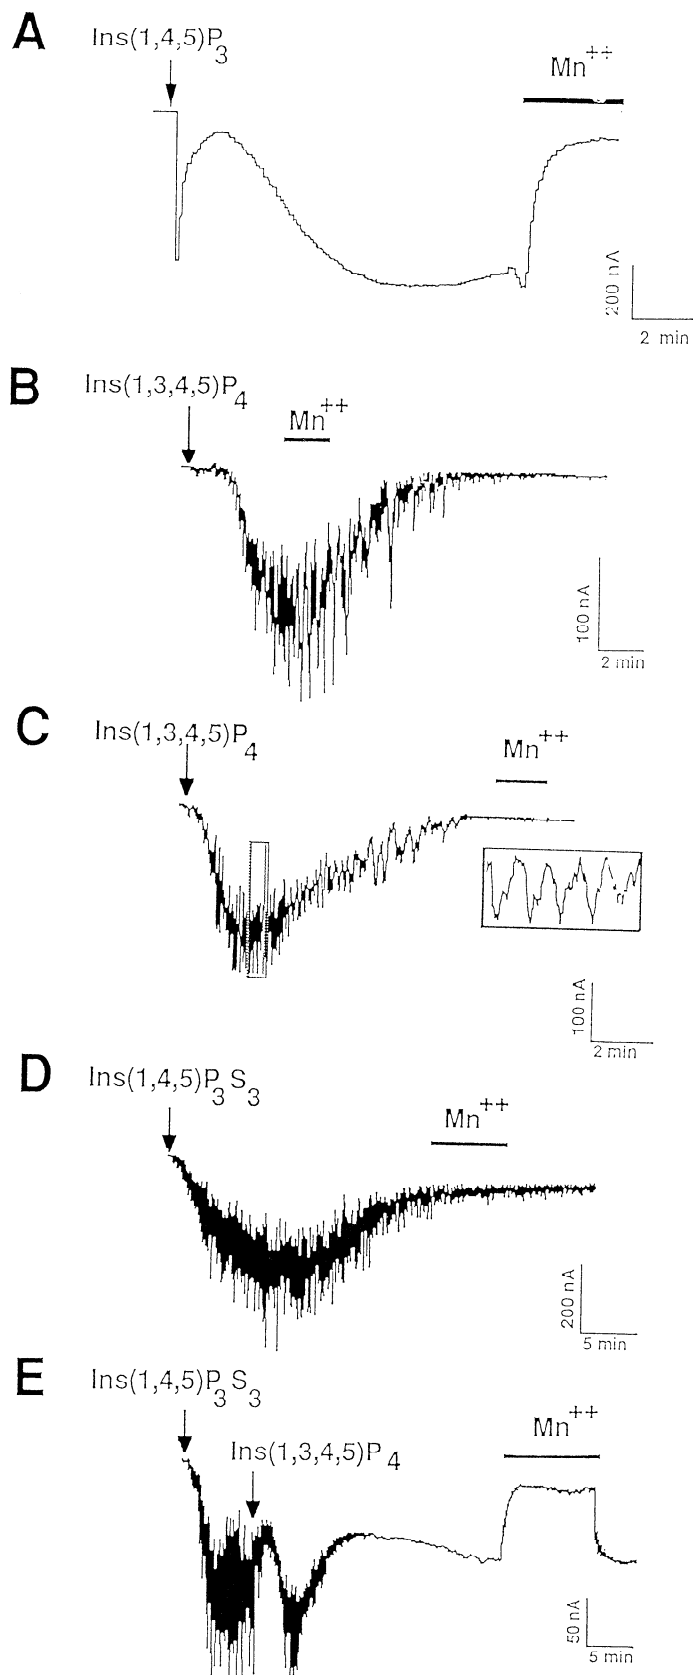 A
Ins(1,4,5)P3
Mn++
200 nA
2 min
B
Ins(1,3,4,5)P4
Mn++
100 nA
2 min
C
Ins(1,3,4,5)P4
Mn++
100 nA
2 min
D
Ins(1,4,5)P3S3
Mn++
200 nA
5 min
E
Ins(1,4,5)P3S3
Ins(1,3,4,5)P4
Mn++
50 nA
5 min